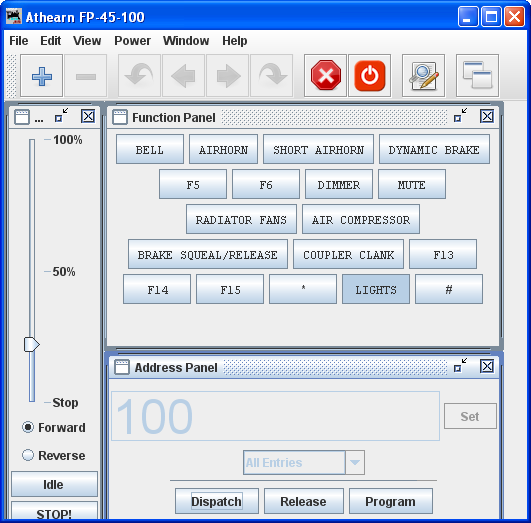 Athearn FP-45-100
File Edit View Power Window Help
...
100%
50%
Stop
Forward
Reverse
Idle
STOP!
Function Panel
BELL AIRHORN SHORT AIRHORN DYNAMIC BRAKE
F5 F6 DIMMER MUTE
RADIATOR FANS AIR COMPRESSOR
BRAKE SQUEAL/RELEASE COUPLER CLANK F13
F14 F15 * LIGHTS #
Address Panel
100 Set
All Entries
Dispatch Release Program